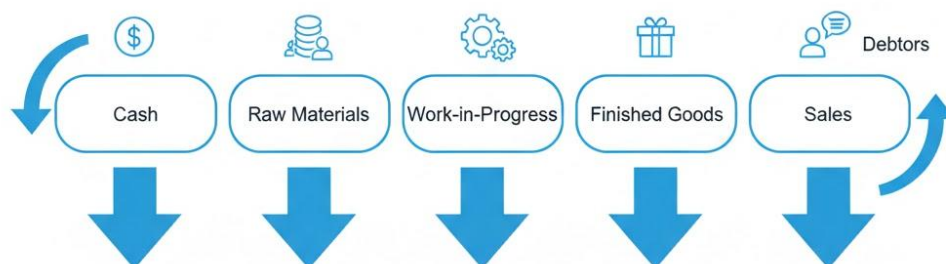 Debtors
Cash
Raw Materials
Work-in-Progress
Finished Goods
Sales